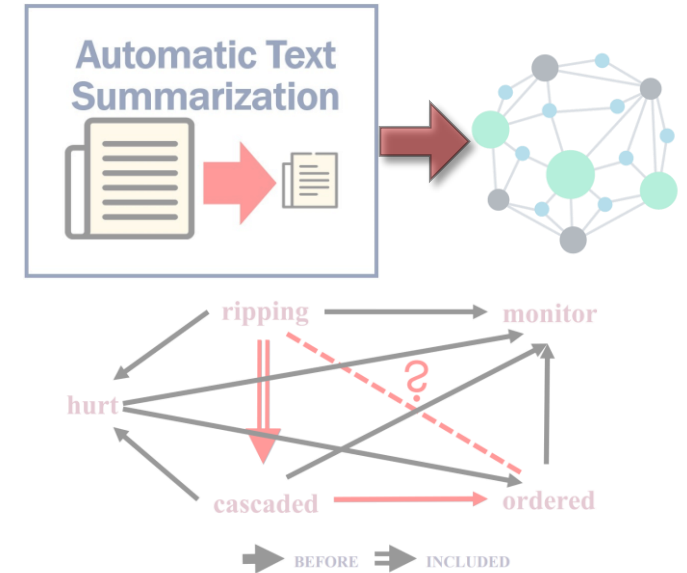 Automatic Text
Summarization
ripping
monitor
?
hurt
cascaded
ordered
BEFORE
INCLUDED